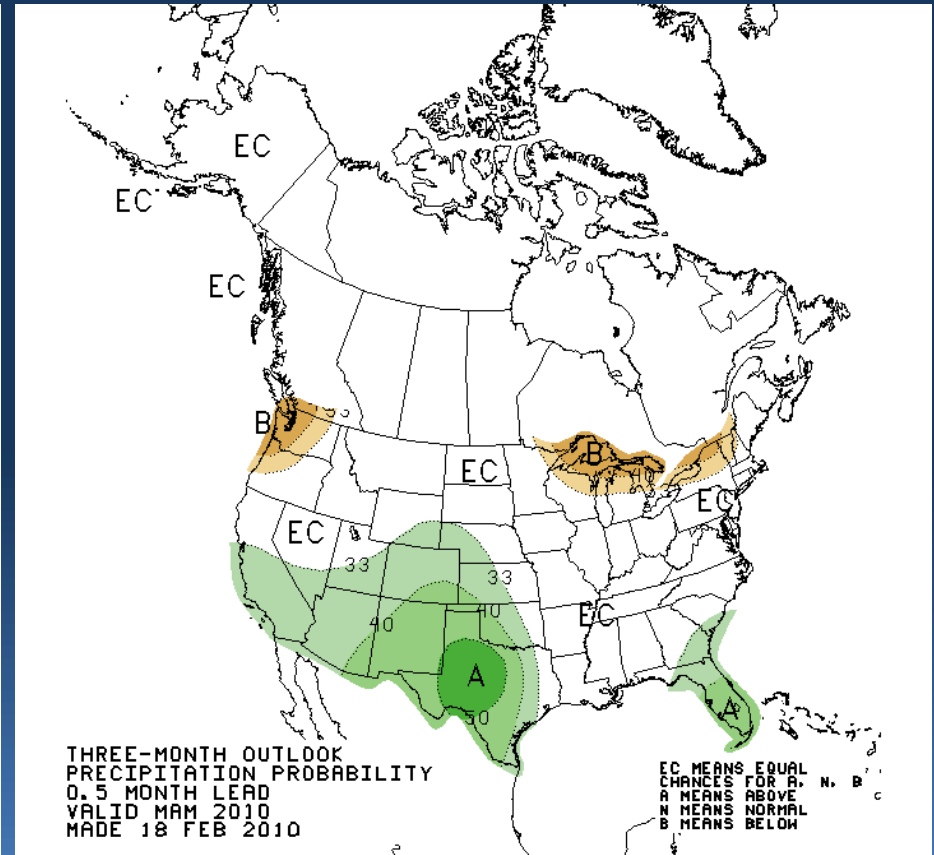 EC
EC
EC
B
33
EC
B
40
EC
EC
33
33
40
40
EC
A
50
A
THREE-MONTH OUTLOOK
PRECIPITATION PROBABILITY
0.5 MONTH LEAD
VALID MAM 2010
MADE 18 FEB 2010
EC MEANS EQUAL
CHANCES FOR A, N, B
A MEANS ABOVE
N MEANS NORMAL
B MEANS BELOW